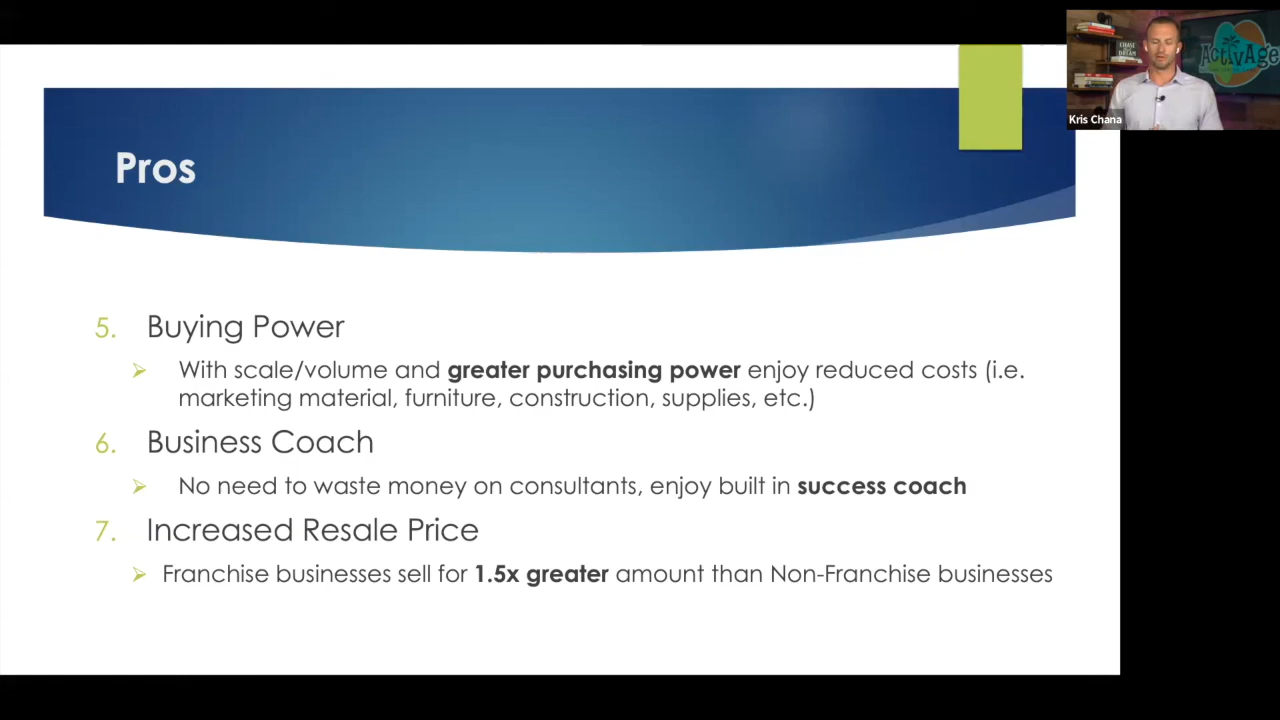 Pros
5. Buying Power
With scale/volume and greater purchasing power enjoy reduced costs (i.e.
marketing material, furniture, construction, supplies, etc.)
6. Business Coach
No need to waste money on consultants, enjoy built in success coach
7. Increased Resale Price
Franchise businesses sell for 1.5x greater amount than Non-Franchise businesses
ActivAge
Kris Chana